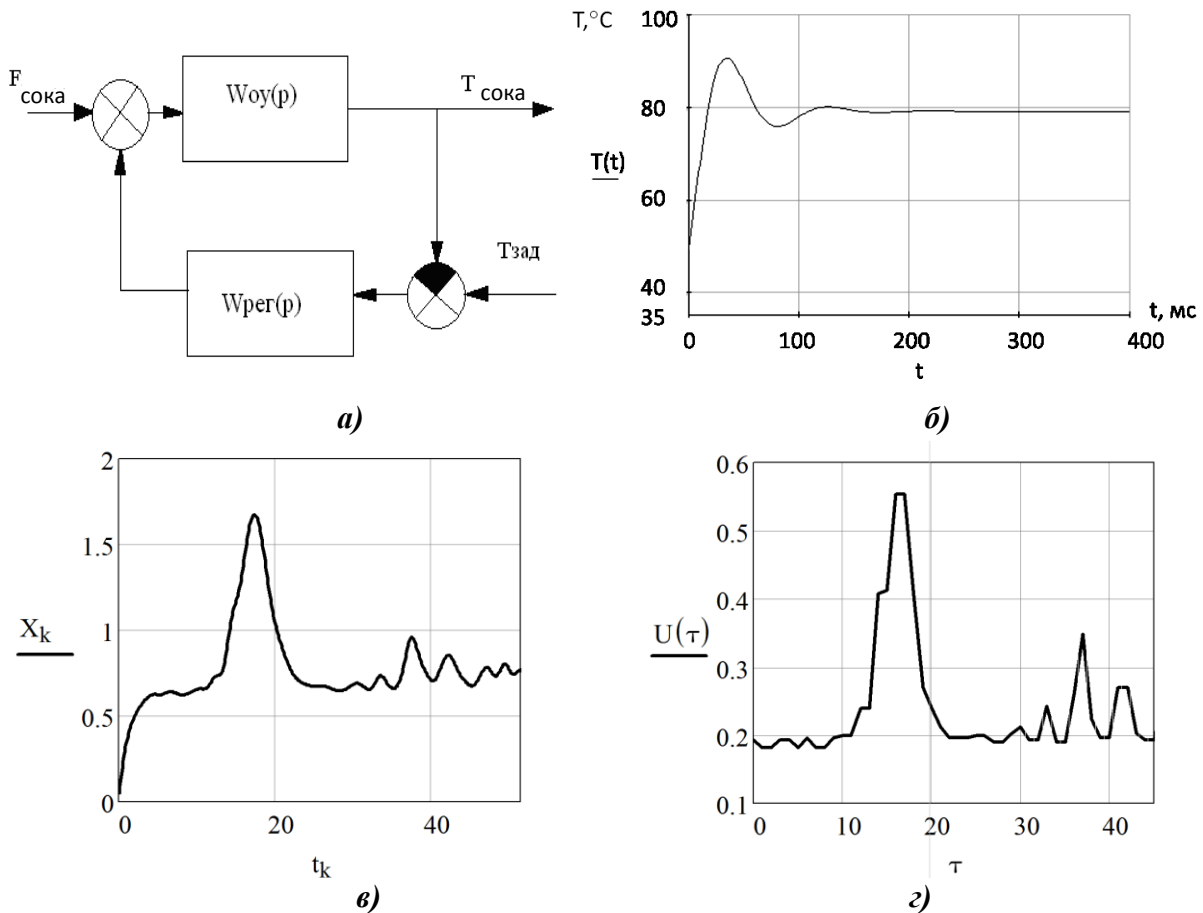 F сока
Wоу(р)
T сока
Tзад
Wрег(р)
а)
T,°C
100
80
T(t)
60
40
35
0
100
200
300
400
t, мс
t
б)
2
1.5
1
X k
0.5
0
0
20
40
t k
в)
0.6
0.5
0.4
U(τ)
0.3
0.2
0.1
0
10
20
30
40
τ
г)